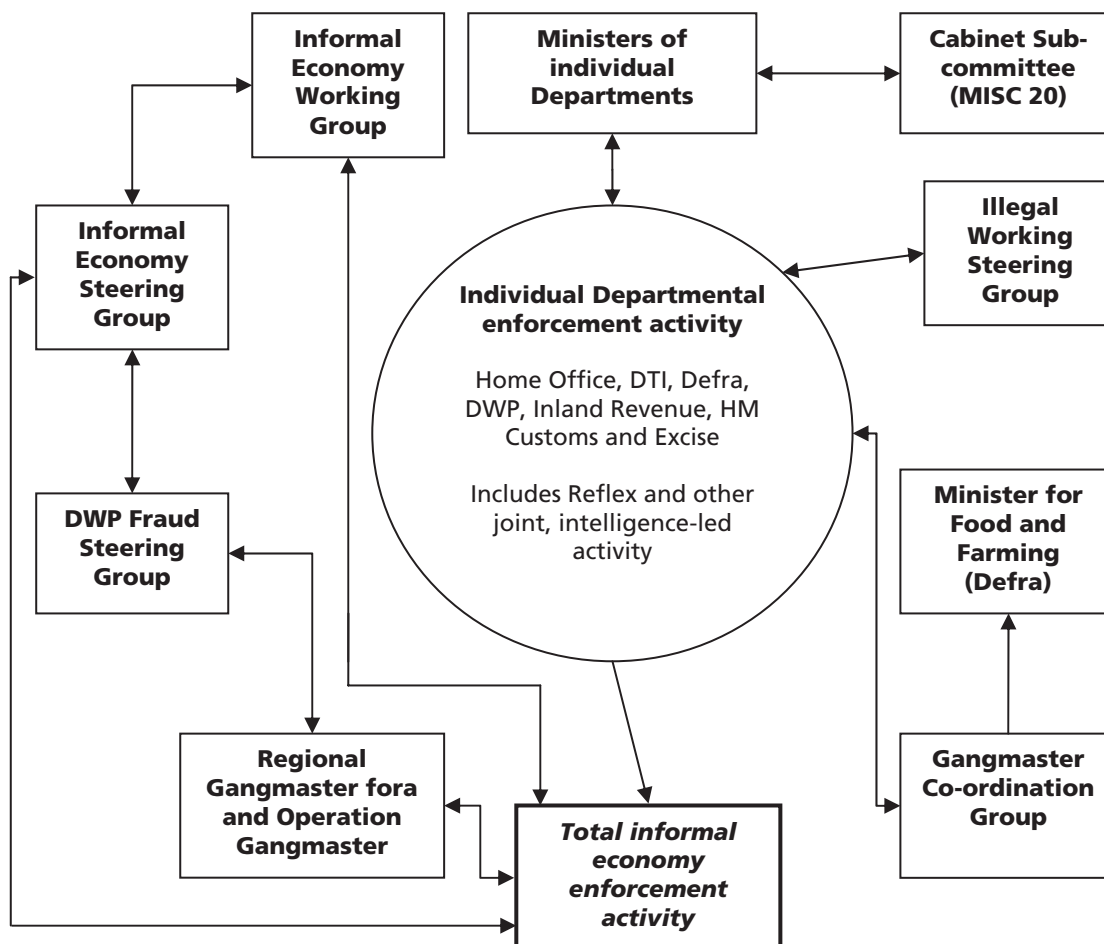 Informal
Economy
Working
Group
Ministers of
individual
Departments
Cabinet Sub-
committee
(MISC 20)
Informal
Economy
Steering
Group
Illegal
Working
Steering
Group
Individual Departmental
enforcement activity
Home Office, DTI, Defra,
DWP, Inland Revenue, HM
Customs and Excise
Includes Reflex and other
joint, intelligence-led
activity
DWP Fraud
Steering
Group
Minister for
Food and
Farming
(Defra)
Regional
Gangmaster fora
and Operation
Gangmaster
Total informal
economy
enforcement
activity
Gangmaster
Co-ordination
Group